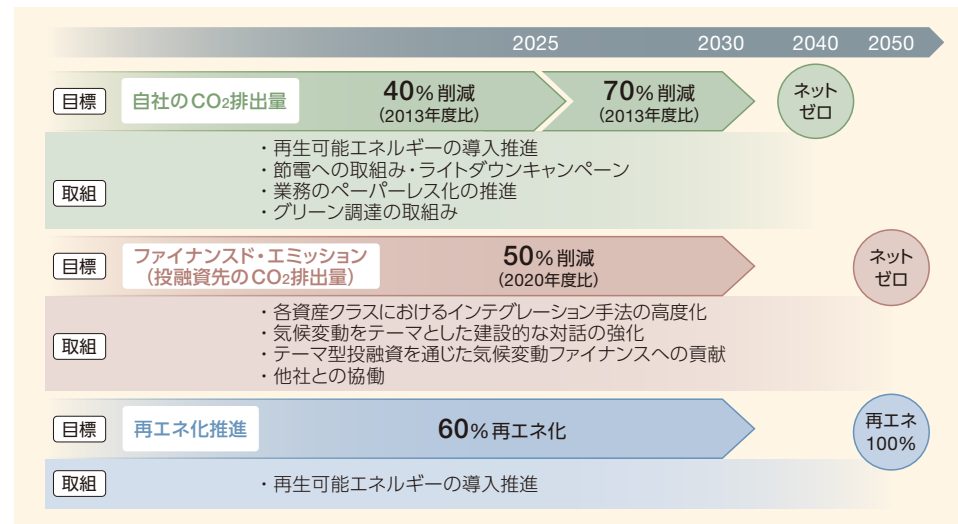 2025 2030 2040 2050
目標 自社のCO₂排出量 40%削減 70%削減 ネット
(2013年度比) (2013年度比) ゼロ
取組
・再生可能エネルギーの導入推進
・節電への取組み・ライトダウンキャンペーン
・業務のペーパーレス化の推進
・グリーン調達の取組み
目標 ファイナンスド・エミッション 50%削減 ネット
(投融資先のCO₂排出量) (2020年度比) ゼロ
取組
・各資産クラスにおけるインテグレーション手法の高度化
・気候変動をテーマとした建設的な対話の強化
・テーマ型投融資を通じた気候変動ファイナンスへの貢献
・他社との協働
目標 再エネ化推進 60%再エネ化 再エネ
100%
取組 ・再生可能エネルギーの導入推進